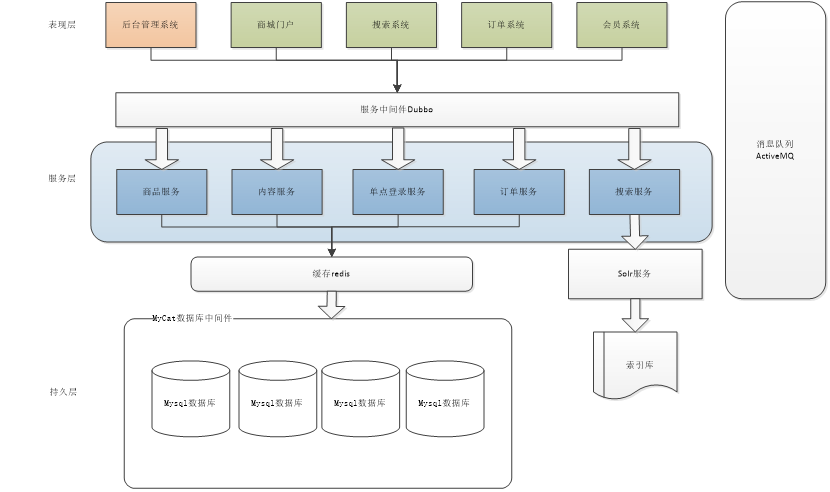 表现层
后台管理系统
商城门户
搜索系统
订单系统
会员系统
服务中间件Dubbo
消息队列
ActiveMQ
服务层
商品服务
内容服务
单点登录服务
订单服务
搜索服务
缓存redis
Solr服务
MyCat数据库中间件
索引库
持久层
Mysql数据库
Mysql数据库
Mysql数据库
Mysql数据库